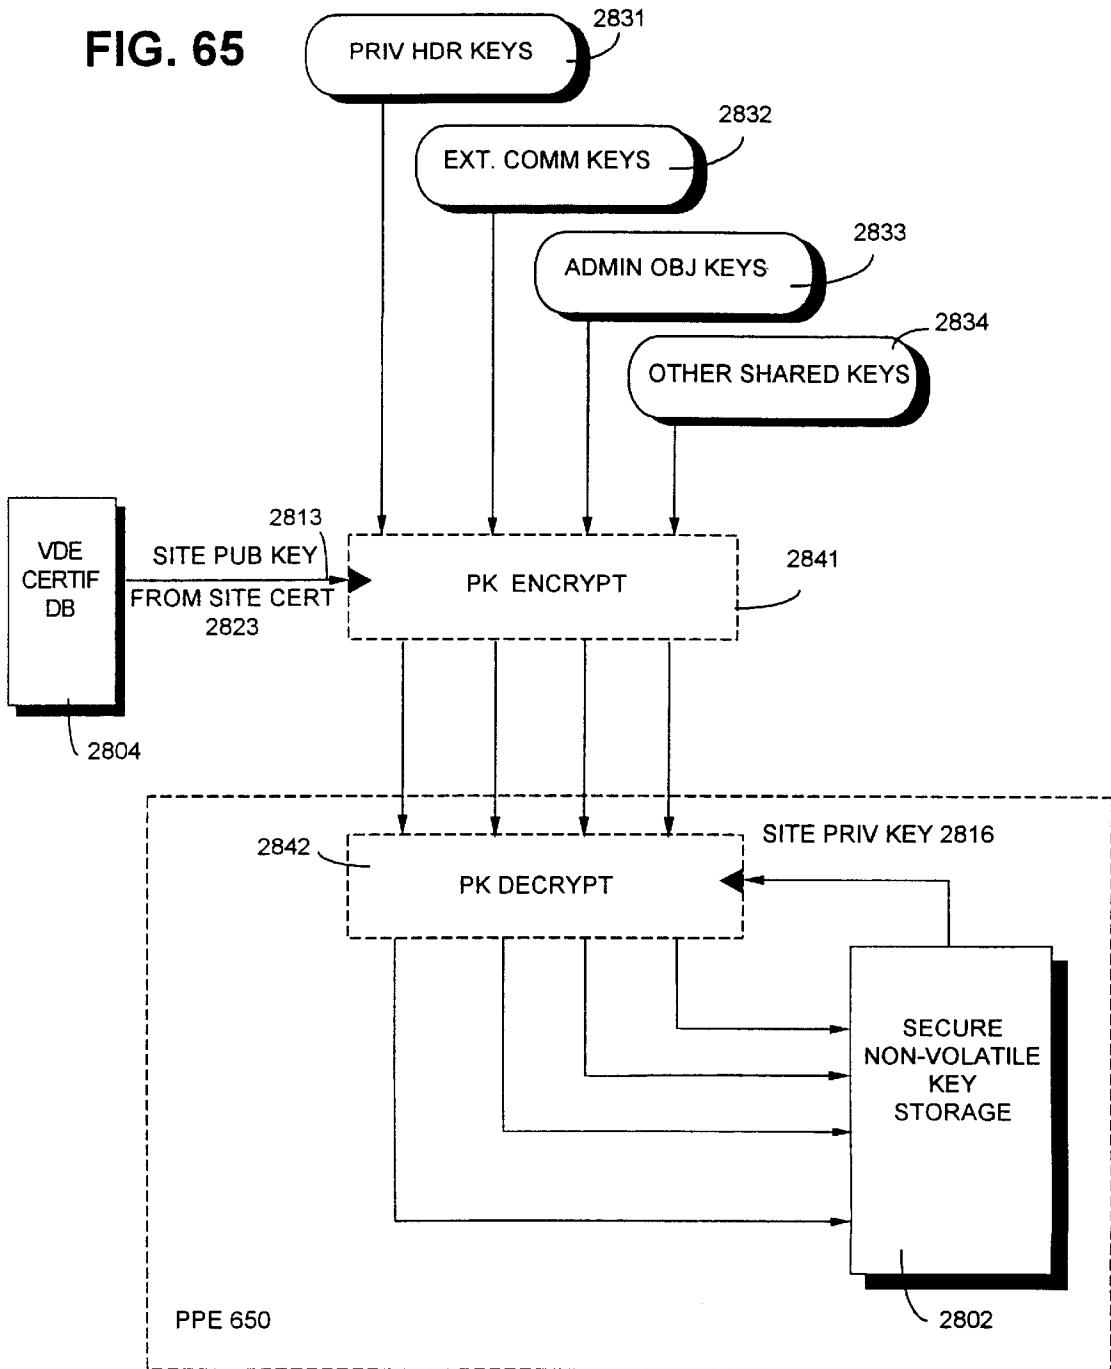 FIG. 65
PRIV HDR KEYS
2831
EXT. COMM KEYS
2832
ADMIN OBJ KEYS
2833
OTHER SHARED KEYS
2834
VDE
CERTIF
DB
2804
2813
SITE PUB KEY
FROM SITE CERT
2823
PK ENCRYPT
2841
2842
PK DECRYPT
SITE PRIV KEY 2816
SECURE
NON-VOLATILE
KEY
STORAGE
2802
PPE 650